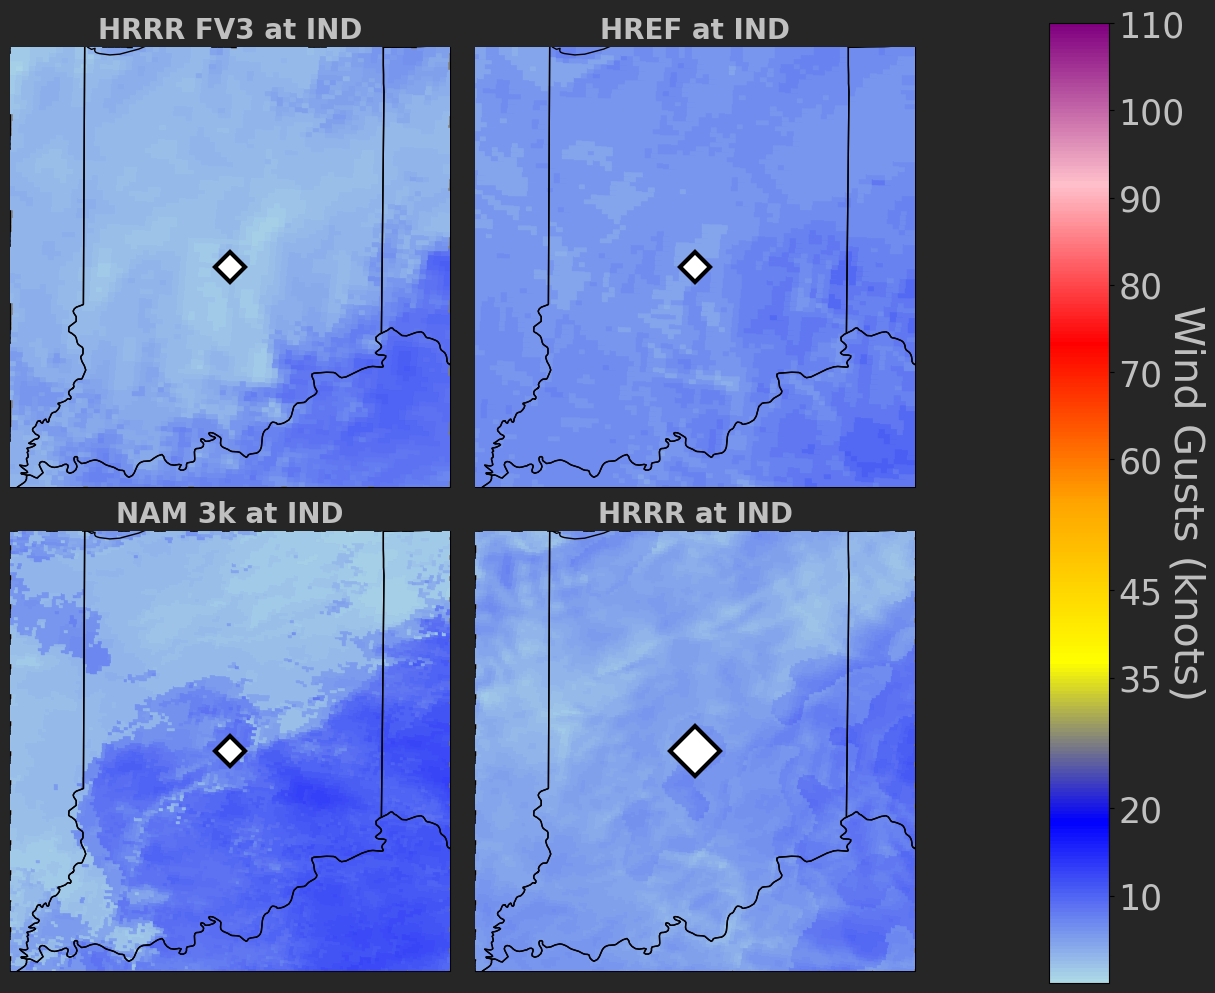 HRRR FV3 at IND
HREF at IND
NAM 3k at IND
HRRR at IND
110
100
90
80
70
60
45
35
20
10
Wind Gusts (knots)